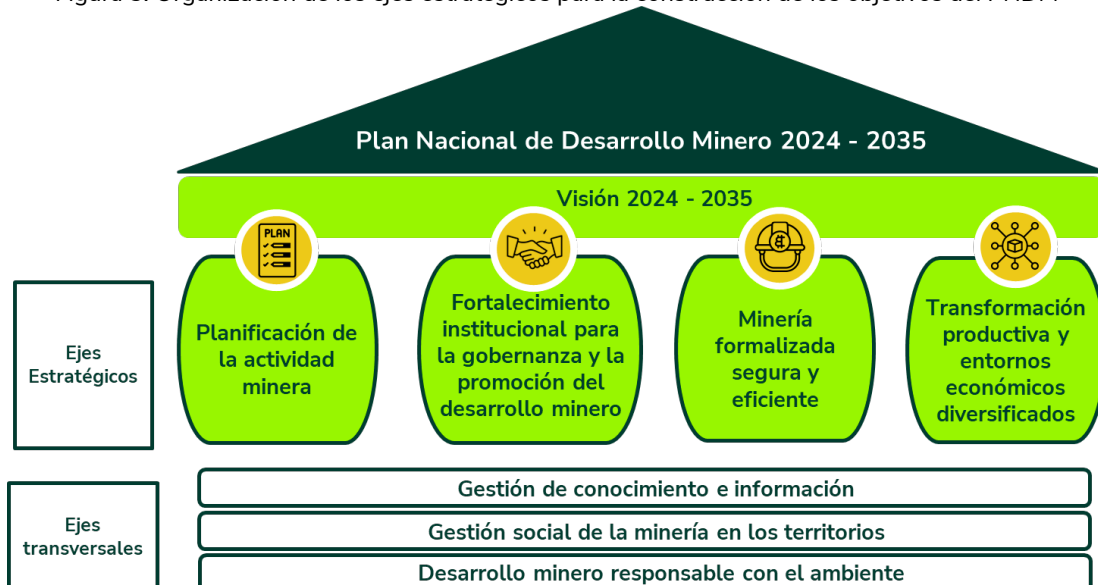 Plan Nacional de Desarrollo Minero 2024 - 2035
Visión 2024 - 2035
PLAN
Ejes
Estratégicos
Planificación de
la actividad
minera
Fortalecimiento
institucional para
la gobernanza y la
promoción del
desarrollo minero
Minería
formalizada
segura y
eficiente
Transformación
productiva y
entornos
económicos
diversificados
Ejes
transversales
Gestión de conocimiento e información
Gestión social de la minería en los territorios
Desarrollo minero responsable con el ambiente